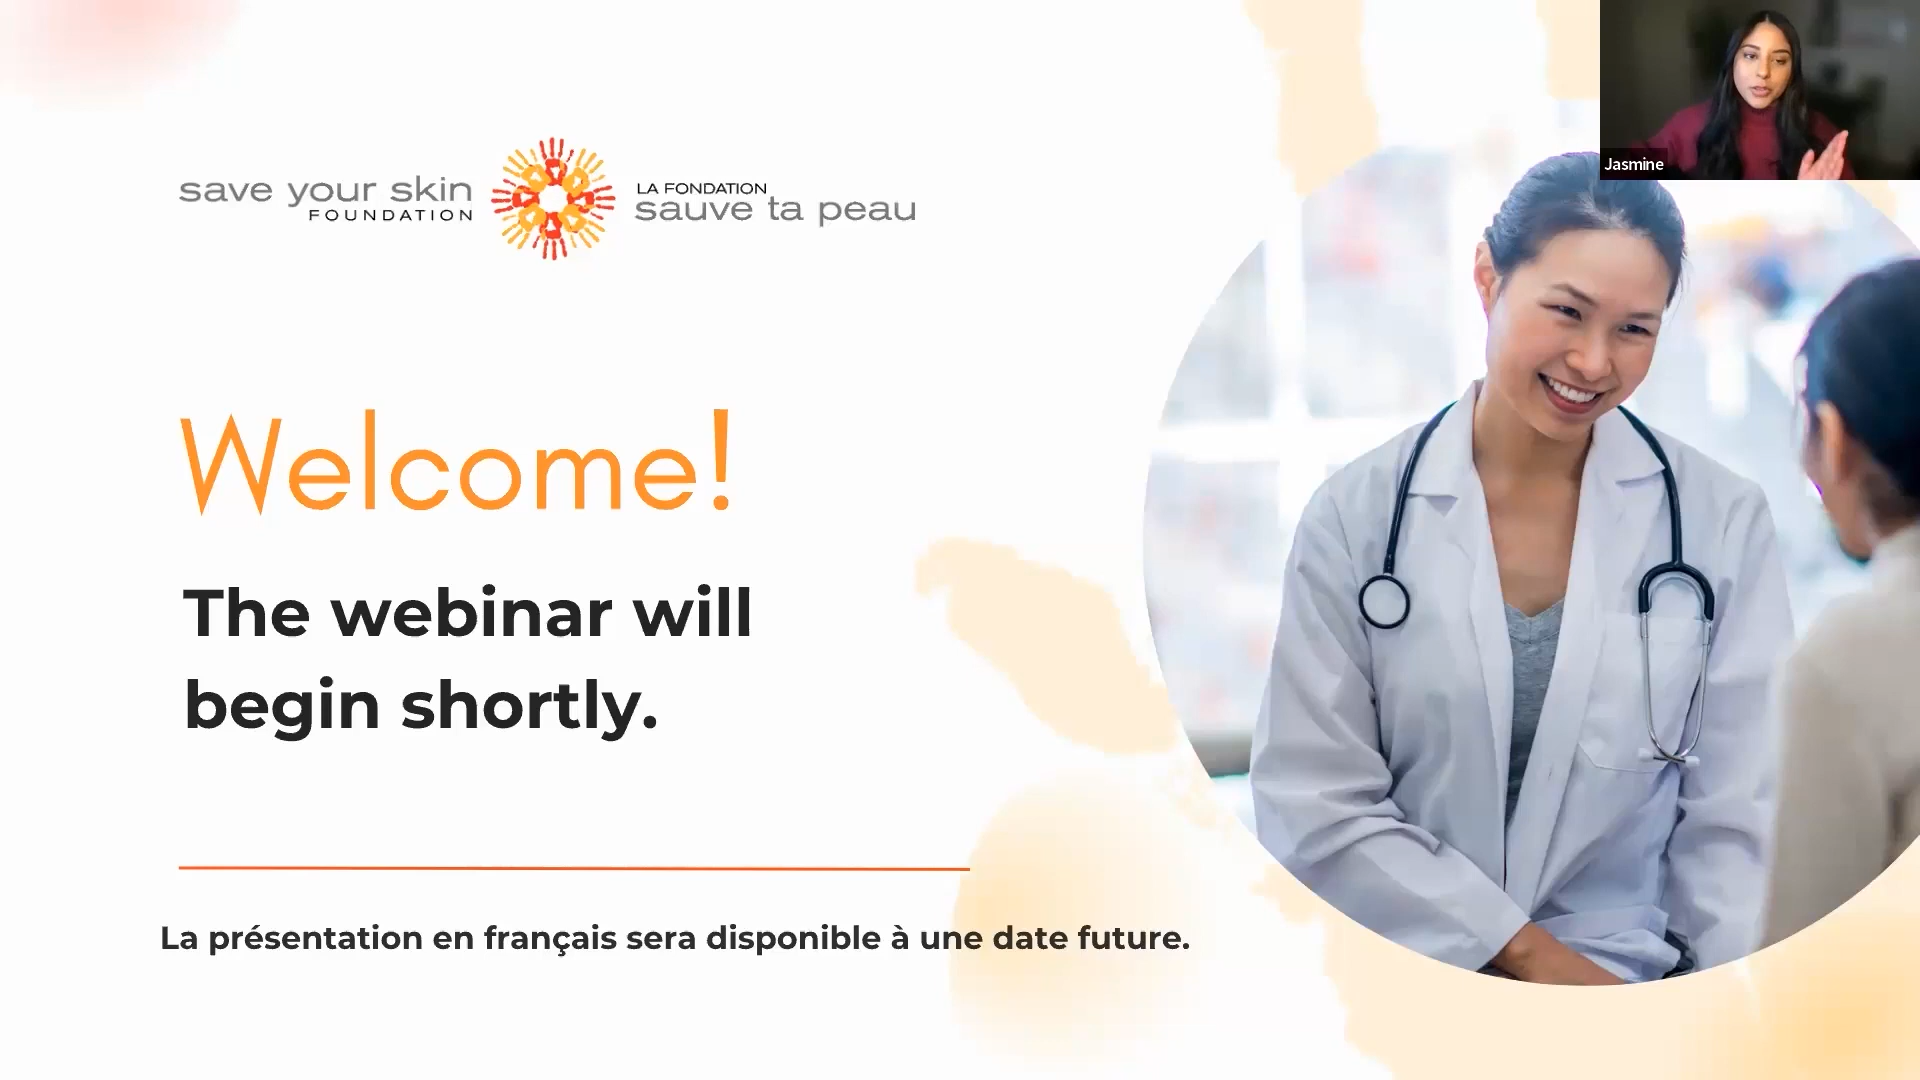 save your skin
FOUNDATION
LA FONDATION
sauve ta peau
Jasmine
Welcome!
The webinar will
begin shortly.
La présentation en français sera disponible à une date future.